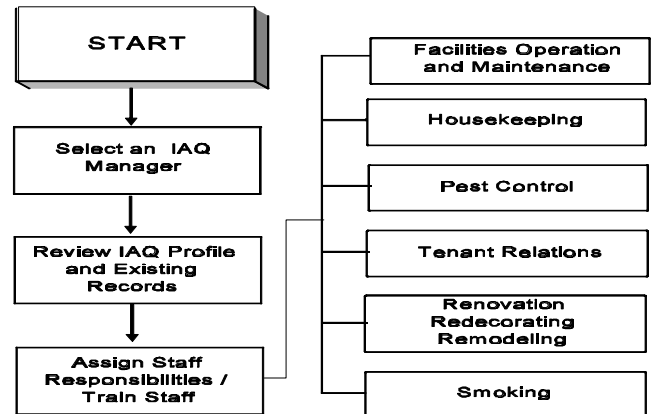 START
Select an IAQ
Manager
Review IAQ Profile
and Existing
Records
Assign Staff
Responsibilities /
Train Staff
Facilities Operation
and Maintenance
Housekeeping
Pest Control
Tenant Relations
Renovation
Redecorating
Remodeling
Smoking